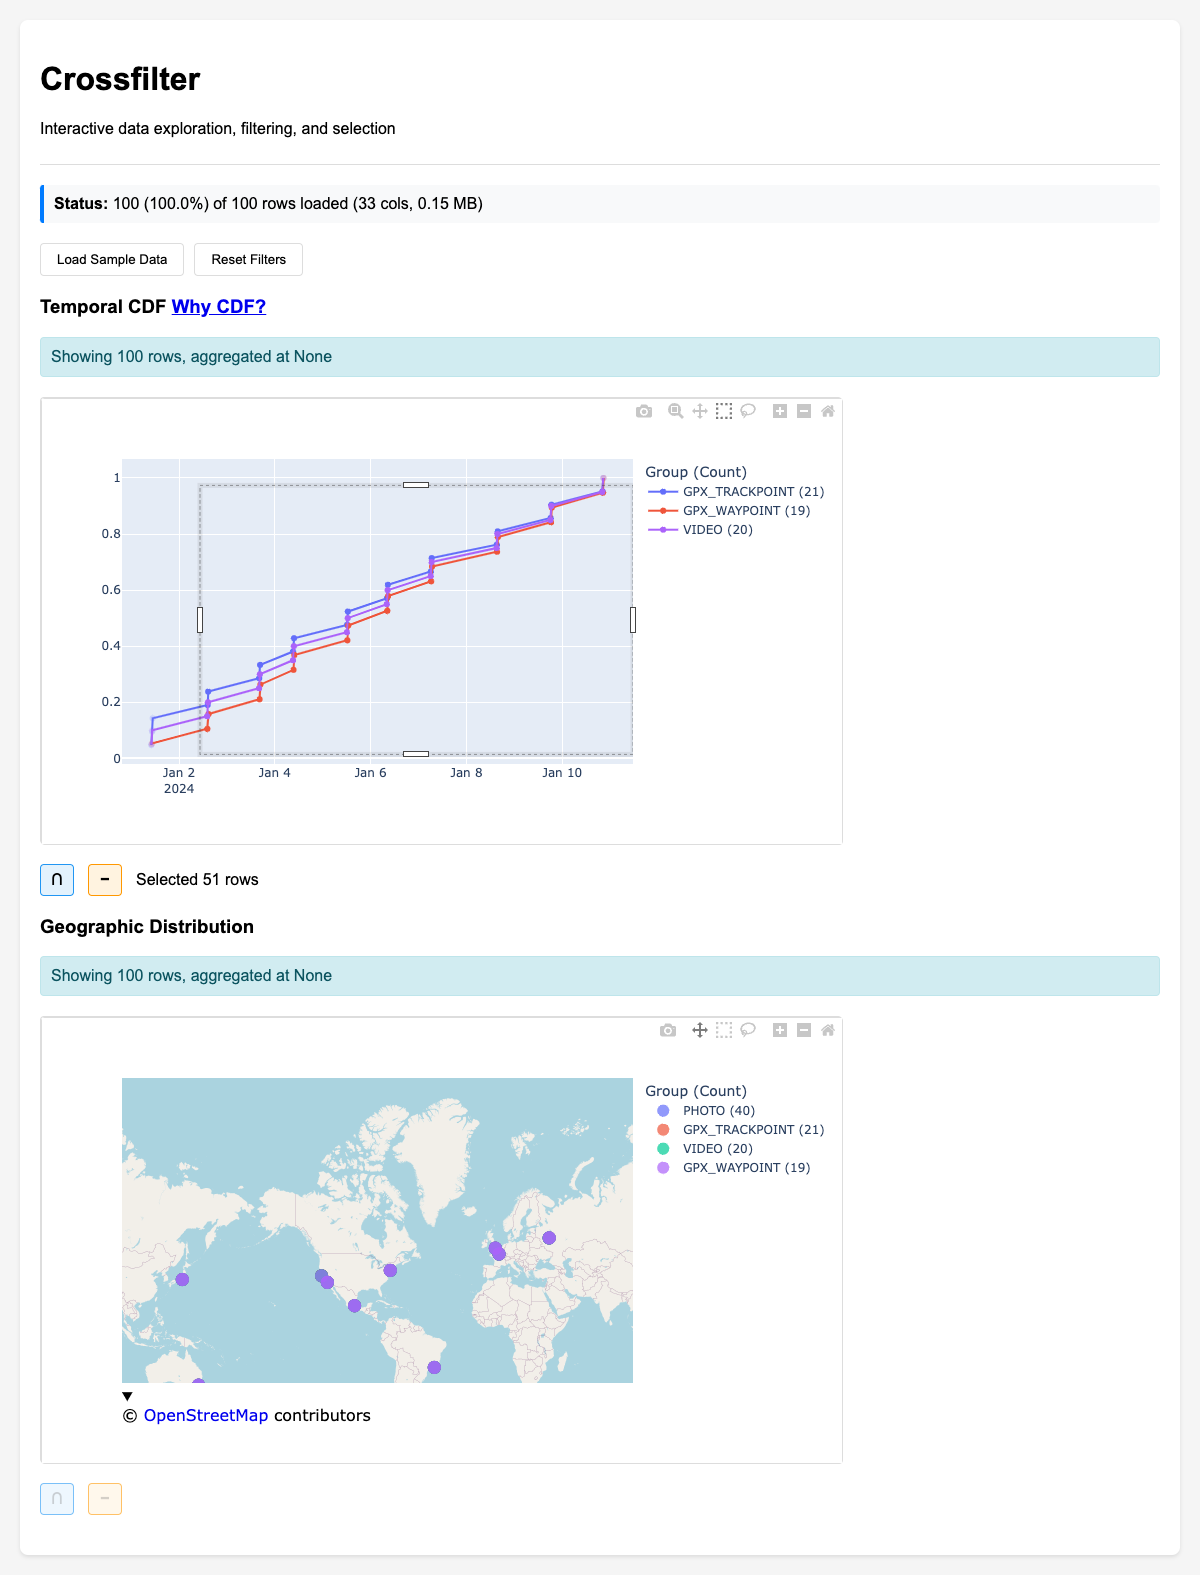 Crossfilter
Interactive data exploration, filtering, and selection
Status: 100 (100.0%) of 100 rows loaded (33 cols, 0.15 MB)
Load Sample Data
Reset Filters
Temporal CDF Why CDF?
Showing 100 rows, aggregated at None
Group (Count)
GPX_TRACKPOINT (21)
GPX_WAYPOINT (19)
VIDEO (20)
1
0.8
0.6
0.4
0.2
0
Jan 2
2024
Jan 4
Jan 6
Jan 8
Jan 10
∩
-
Selected 51 rows
Geographic Distribution
Showing 100 rows, aggregated at None
Group (Count)
PHOTO (40)
GPX_TRACKPOINT (21)
VIDEO (20)
GPX_WAYPOINT (19)
© OpenStreetMap contributors
∩
-